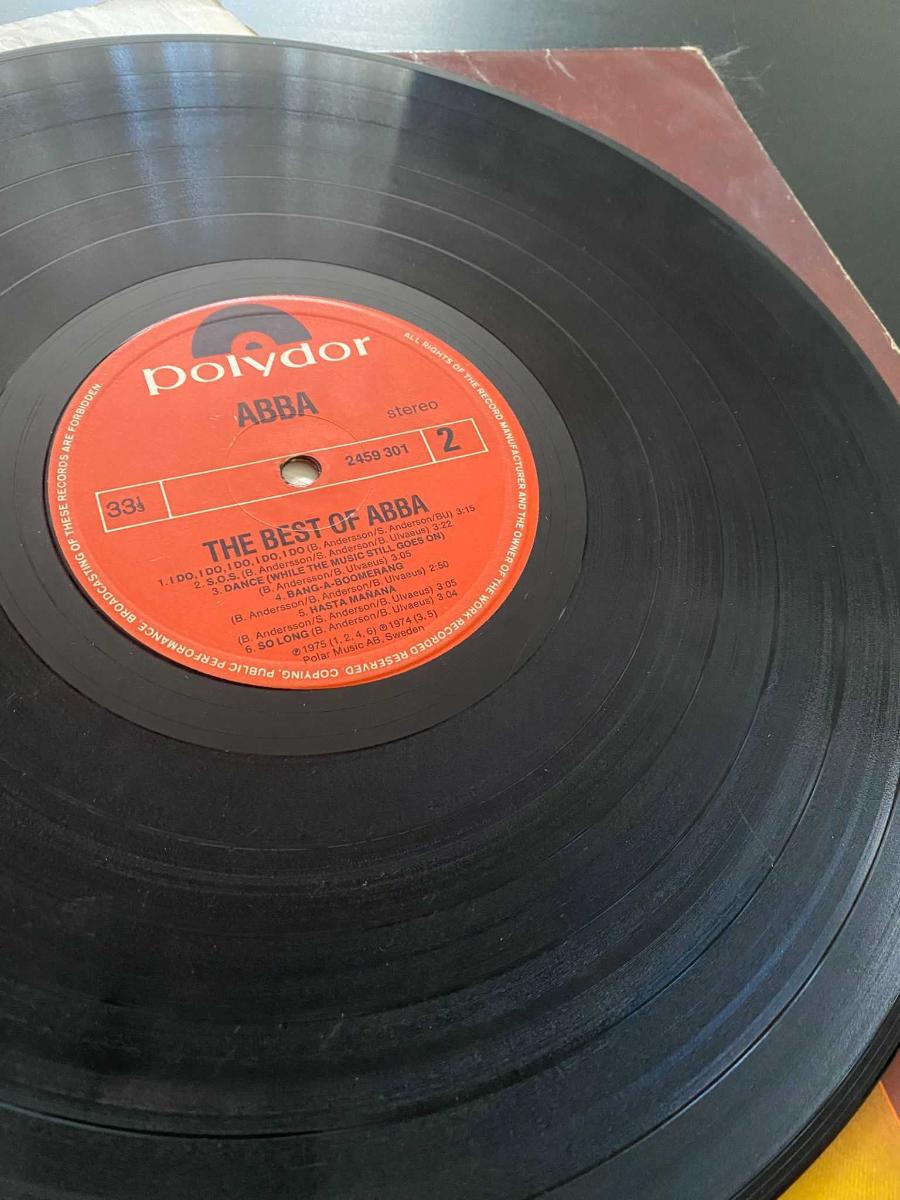 polydor
ABBA
stereo
33⅓
2459 301
2
THE BEST OF ABBA
1. I DO, I DO, I DO, I DO, I DO (B. Andersson/S. Anderson/BU) 3:15
2. S.O.S. (B. Andersson/S. Anderson/B. Ulvaeus) 3:22
3. DANCE (WHILE THE MUSIC STILL GOES ON)
(B. Andersson/B. Ulvaeus) 3:05
4. BANG-A-BOOMERANG
(B. Andersson/S. Anderson/B. Ulvaeus) 2:50
5. HASTA MAÑANA
(B. Andersson/S. Anderson/B. Ulvaeus) 3:05
6. SO LONG (B. Andersson/B. Ulvaeus) 3:04
℗ 1975 (1, 2, 4, 6) ℗ 1974 (3, 5)
Polar Music AB. Sweden
ALL RIGHTS OF THE RECORD MANUFACTURER AND THE OWNER OF THE WORK RECORDED RESERVED. COPYING, PUBLIC PERFORMANCE, BROADCASTING OF THESE RECORDS ARE FORBIDDEN